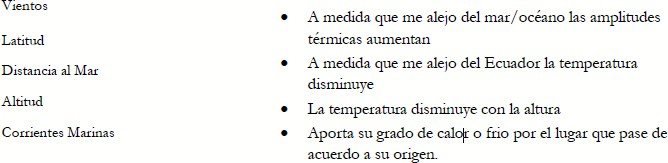 Vientos
Latitud
Distancia al Mar
Altitud
Corrientes Marinas
• A medida que me alejo del mar/océano las amplitudes
térmicas aumentan
• A medida que me alejo del Ecuador la temperatura
disminuye
• La temperatura disminuye con la altura
• Aporta su grado de calor o frio por el lugar que pase de
acuerdo a su origen.